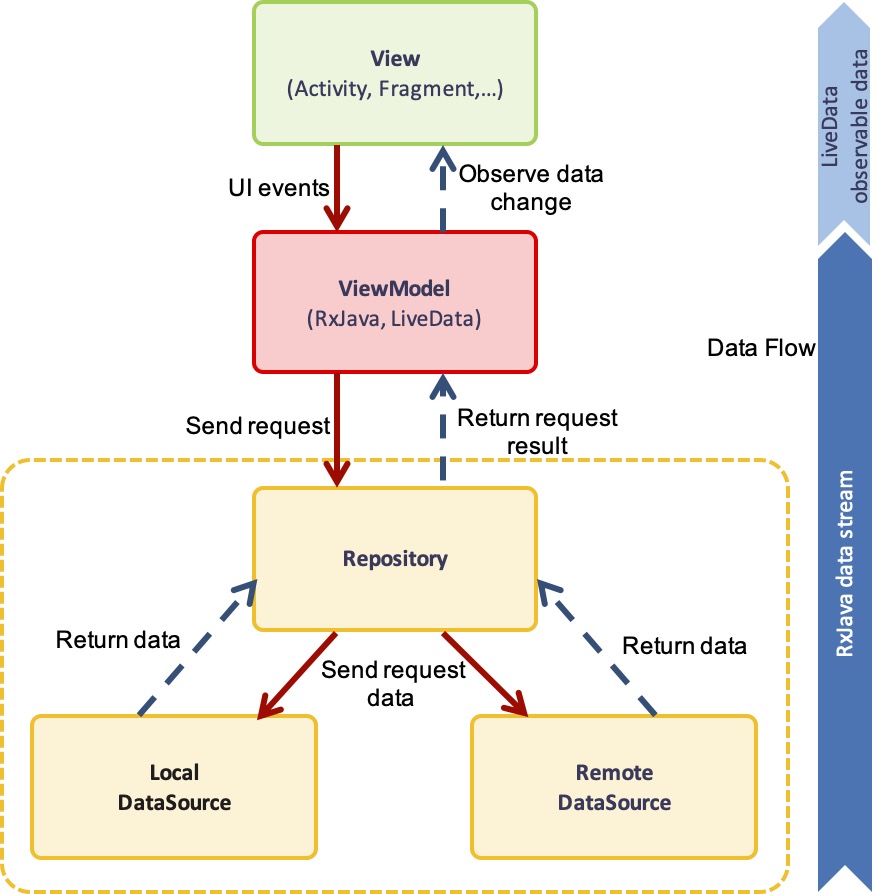 View
(Activity, Fragment,...)
UI events
Observe data
change
ViewModel
(RxJava, LiveData)
Send request
Return request
result
Repository
Return data
Send request
data
Return data
Local
DataSource
Remote
DataSource
Data Flow
LiveData
observable data
RxJava data stream